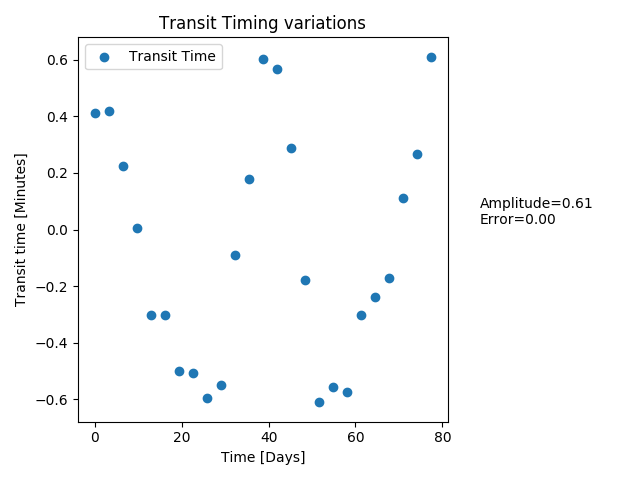 Transit Timing variations
Transit Time
Transit time [Minutes]
0.6
0.4
0.2
0.0
−0.2
−0.4
−0.6
0
20
40
60
80
Time [Days]
Amplitude=0.61
Error=0.00